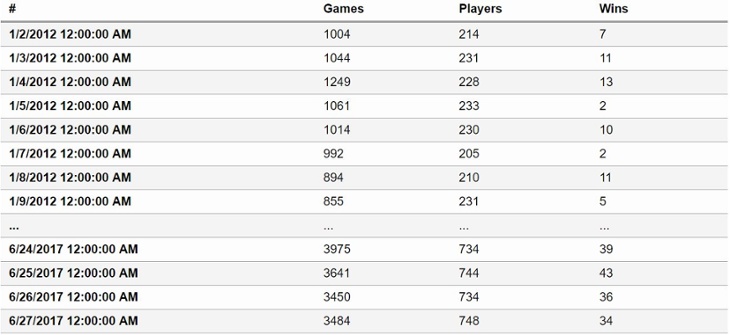 # Games Players Wins
1/2/2012 12:00:00 AM 1004 214 7
1/3/2012 12:00:00 AM 1044 231 11
1/4/2012 12:00:00 AM 1249 228 13
1/5/2012 12:00:00 AM 1061 233 2
1/6/2012 12:00:00 AM 1014 230 10
1/7/2012 12:00:00 AM 992 205 2
1/8/2012 12:00:00 AM 894 210 11
1/9/2012 12:00:00 AM 855 231 5
... ... ... ...
6/24/2017 12:00:00 AM 3975 734 39
6/25/2017 12:00:00 AM 3641 744 43
6/26/2017 12:00:00 AM 3450 734 36
6/27/2017 12:00:00 AM 3484 748 34